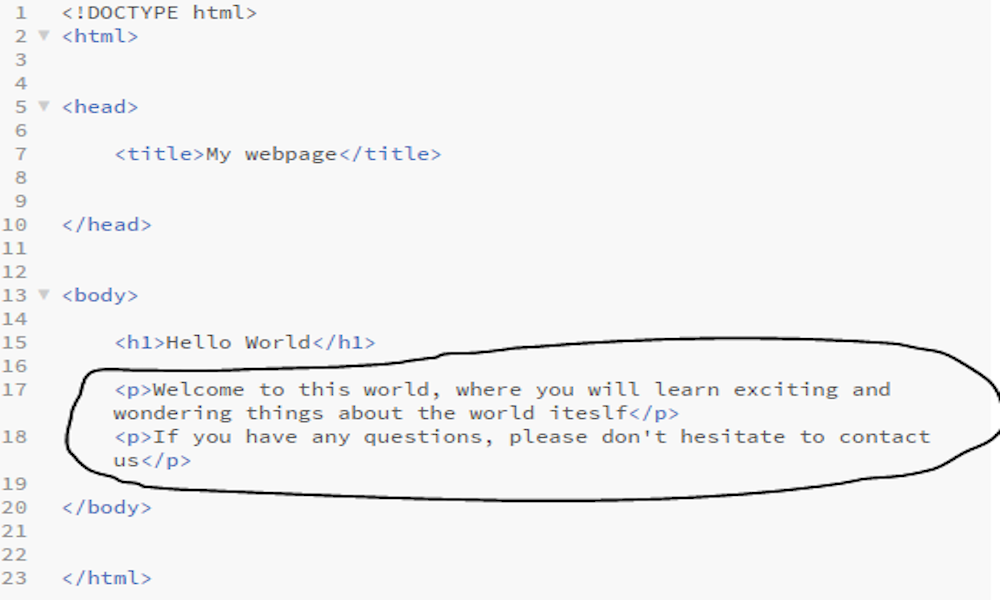 1 <!DOCTYPE html>
2 <html>
3
4
5 <head>
6
7 <title>My webpage</title>
8
9
10 </head>
11
12
13 <body>
14
15 <h1>Hello World</h1>
16
17 <p>Welcome to this world, where you will learn exciting and
wondering things about the world iteslf</p>
18 <p>If you have any questions, please don't hesitate to contact
us</p>
19
20 </body>
21
22
23 </html>